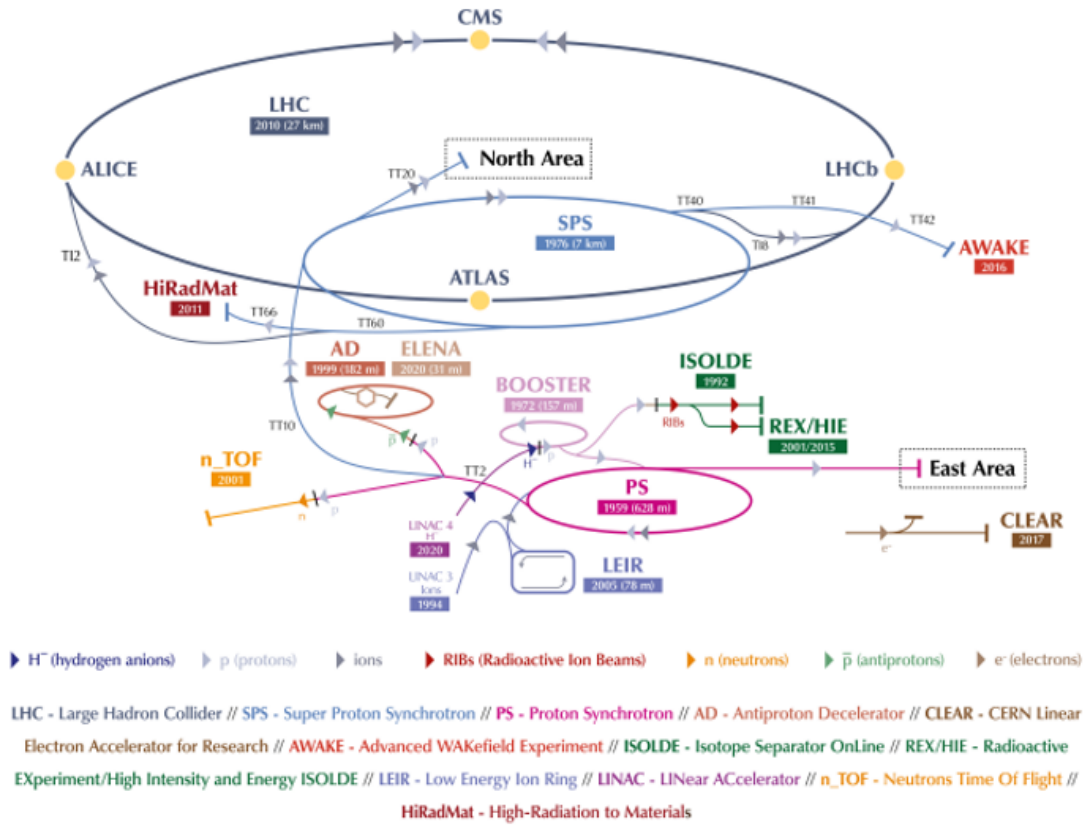 CMS
LHC
2010 (27 km)
North Area
ALICE
TT20
LHCb
TT40
TT41
SPS
1976 (7 km)
TT42
TI8
AWAKE
2016
TI2
ATLAS
HiRadMat
2011
TT66
TT60
AD
1999 (182 m)
ELENA
2020 (31 m)
ISOLDE
1992
BOOSTER
1972 (157 m)
RIBs
REX/HIE
2001/2015
TT10
p̅
p
H⁻
p
n_TOF
2001
TT2
East Area
n
p
PS
1959 (628 m)
LINAC 4
H⁻
2020
CLEAR
2017
e⁻
LINAC 3
Ions
1994
LEIR
2005 (78 m)
H⁻ (hydrogen anions) p (protons) ions RIBs (Radioactive Ion Beams) n (neutrons) p̅ (antiprotons) e⁻ (electrons)
LHC - Large Hadron Collider // SPS - Super Proton Synchrotron // PS - Proton Synchrotron // AD - Antiproton Decelerator // CLEAR - CERN Linear
Electron Accelerator for Research // AWAKE - Advanced WAKefield Experiment // ISOLDE - Isotope Separator OnLine // REX/HIE - Radioactive
EXperiment/High Intensity and Energy ISOLDE // LEIR - Low Energy Ion Ring // LINAC - LINear ACcelerator // n_TOF - Neutrons Time Of Flight //
HiRadMat - High-Radiation to Materials